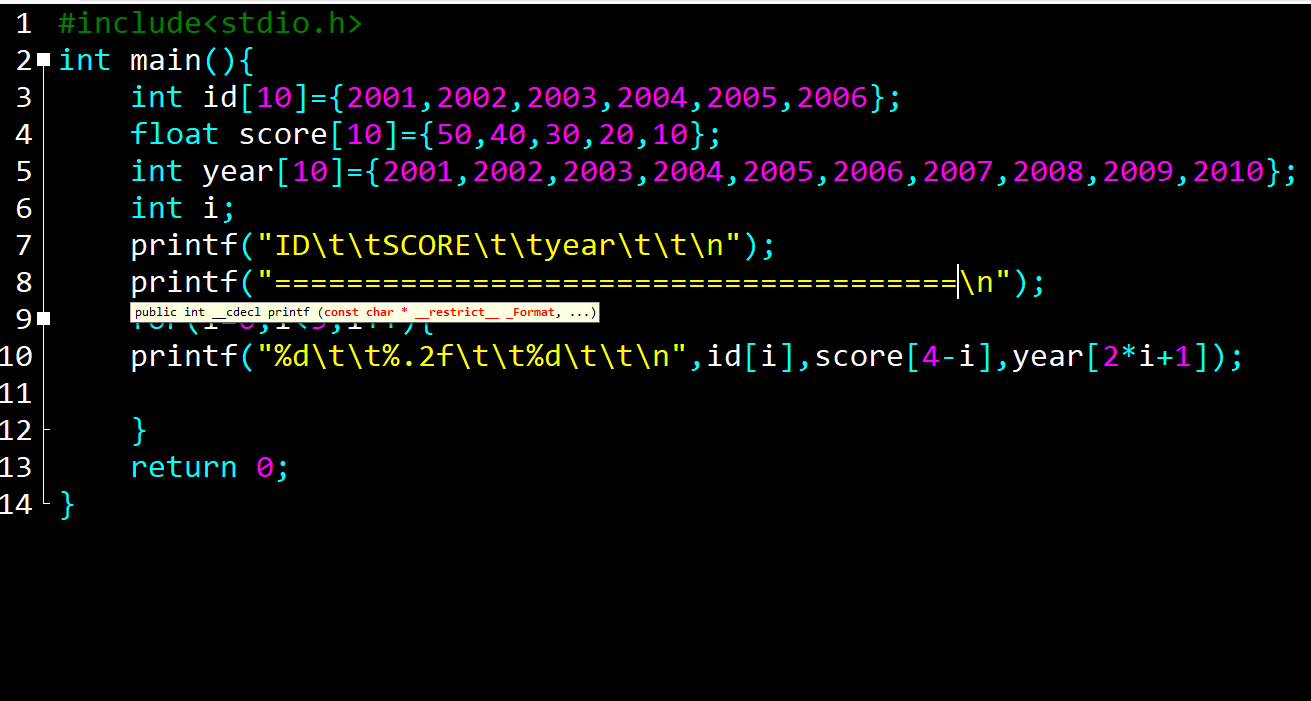 1 #include<stdio.h>
2 int main(){
3 int id[10]={2001,2002,2003,2004,2005,2006};
4 float score[10]={50,40,30,20,10};
5 int year[10]={2001,2002,2003,2004,2005,2006,2007,2008,2009,2010};
6 int i;
7 printf("ID\t\tSCORE\t\tyear\t\t\n");
8 printf("======================================\n");
public int __cdecl printf (const char * __restrict__ _Format, ...)
9
10 printf("%d\t\t%.2f\t\t%d\t\t\n",id[i],score[4-i],year[2*i+1]);
11
12 }
13 return 0;
14 }